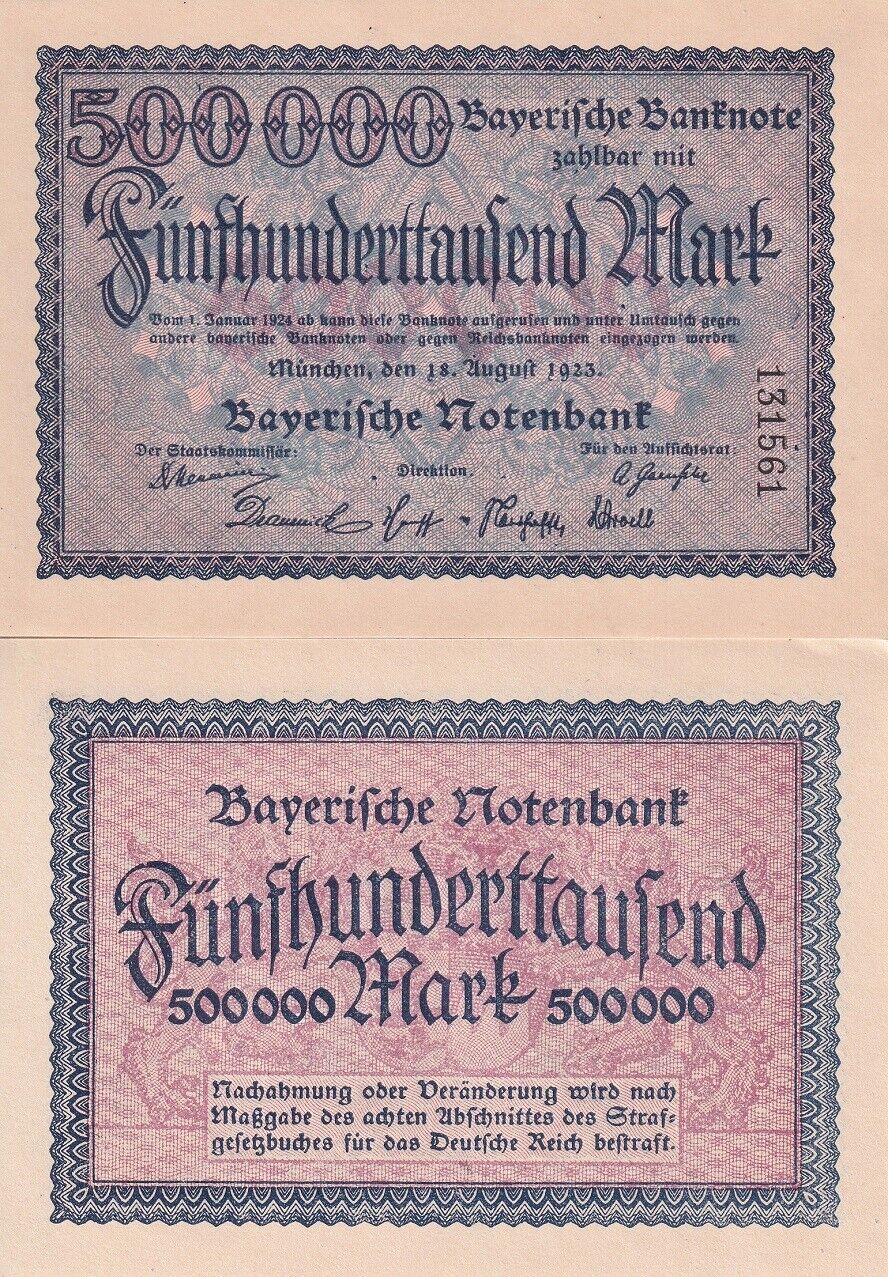 500 000 Bayerische Banknote
zahlbar mit
Fünfhunderttausend Mark
Vom 1. Januar 1924 ab kann diese Banknote aufgerufen und unter Umtausch gegen
andere bayerische Banknoten oder gegen Reichsbanknoten eingezogen werden.
München, den 18. August 1923.
Bayerische Notenbank
Der Staatskommissär:
Für den Aufsichtsrat:
Direktion.
131561
Bayerische Notenbank
Fünfhunderttausend
500000 Mark 500000
Nachahmung oder Veränderung wird nach
Maßgabe des achten Abschnittes des Straf-
gesetzbuches für das Deutsche Reich bestraft.